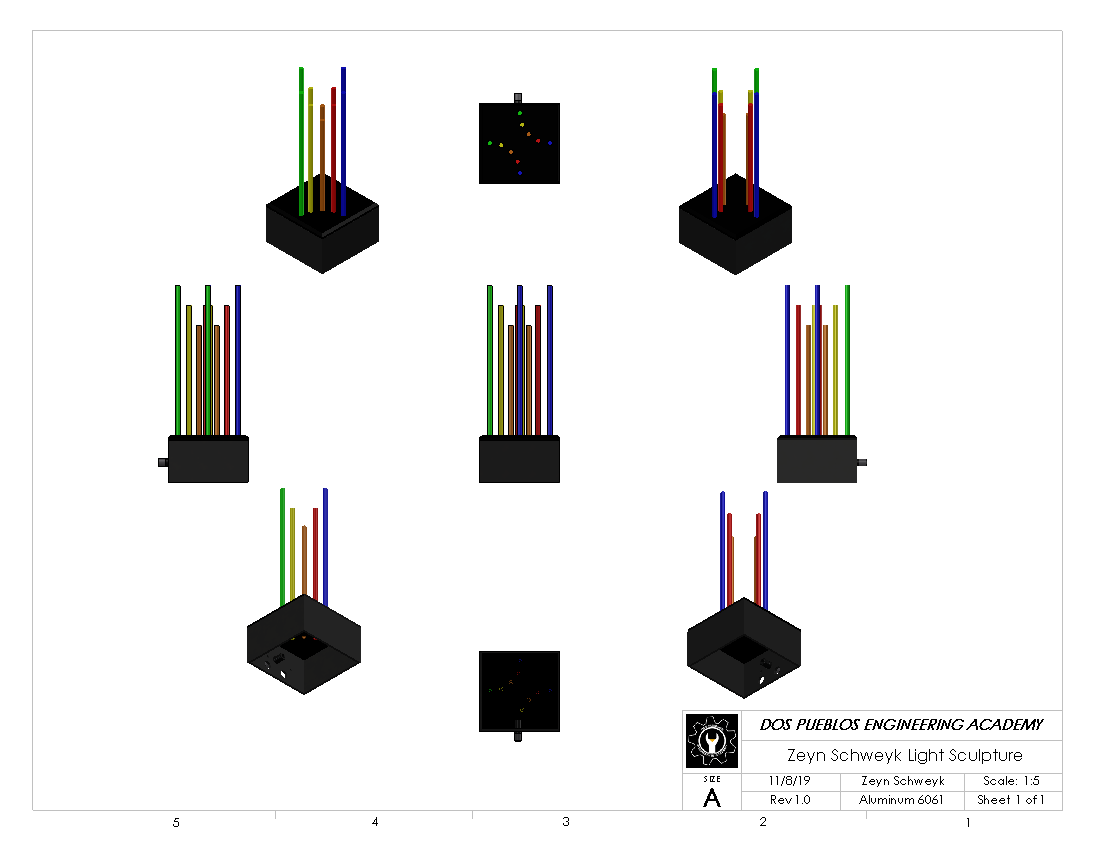 DOS PUEBLOS ENGINEERING ACADEMY
Zeyn Schweyk Light Sculpture
SIZE
A
11/8/19 Zeyn Schweyk Scale: 1:5
Rev 1.0 Aluminum 6061 Sheet 1 of 1
5 4 3 2 1